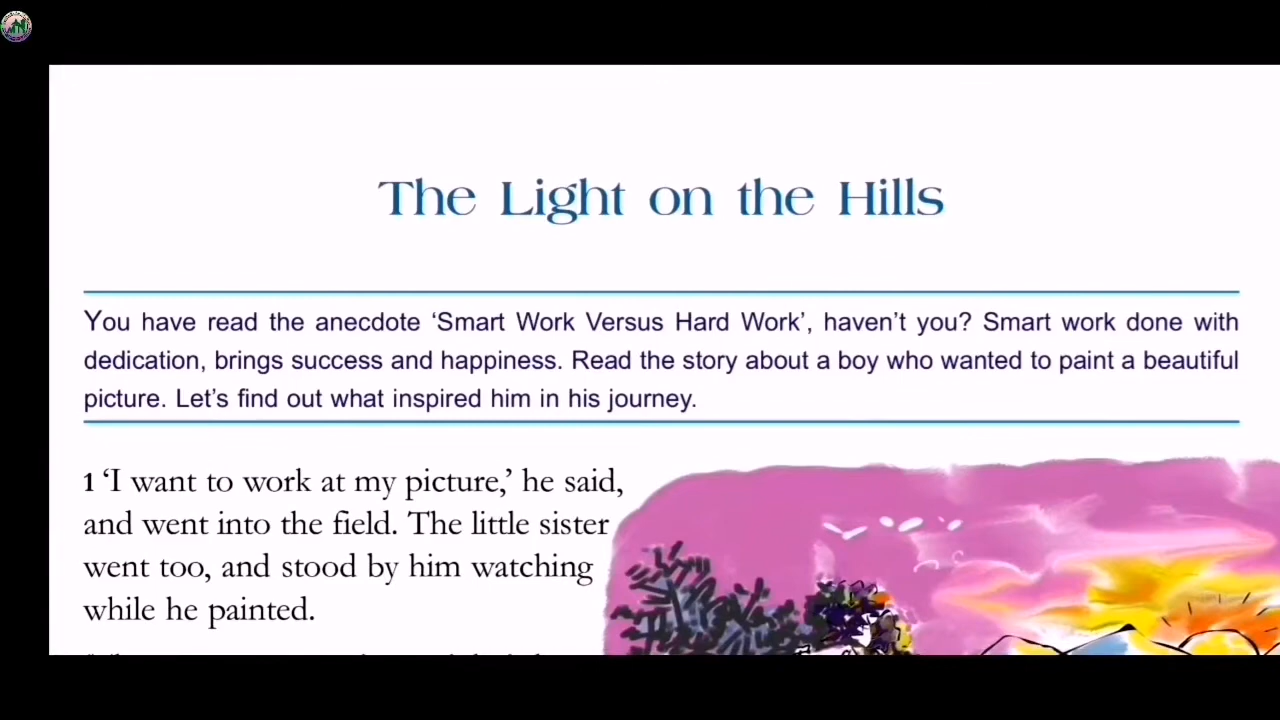 The Light on the Hills
You have read the anecdote ‘Smart Work Versus Hard Work’, haven’t you? Smart work done with
dedication, brings success and happiness. Read the story about a boy who wanted to paint a beautiful
picture. Let’s find out what inspired him in his journey.
1 ‘I want to work at my picture,’ he said,
and went into the field. The little sister
went too, and stood by him watching
while he painted.